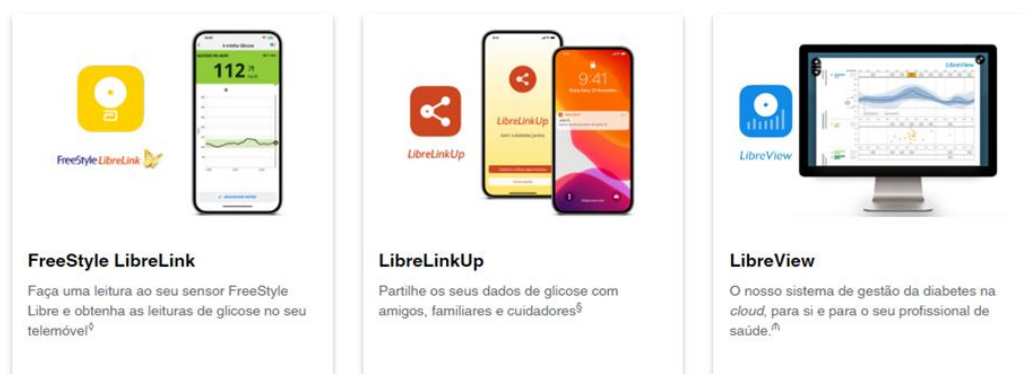 A minha Glicose
112
FreeStyle LibreLink
LibreLinkUp
LibreLinkUp
9:41
LibreView
LibreView
FreeStyle LibreLink
Faça uma leitura ao seu sensor FreeStyle
Libre e obtenha as leituras de glicose no seu
telemóvel◊
LibreLinkUp
Partilhe os seus dados de glicose com
amigos, familiares e cuidadores§
LibreView
O nosso sistema de gestão da diabetes na
cloud, para si e para o seu profissional de
saúde.₼